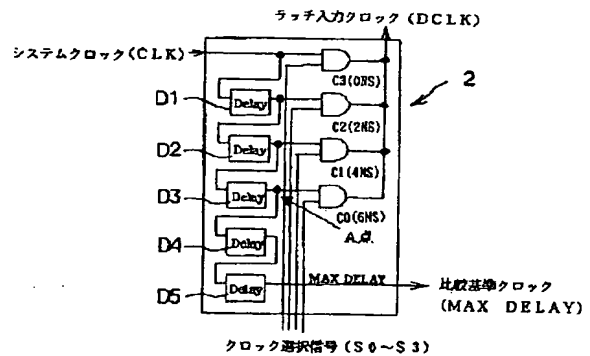 ラッチ入力クロック(DCLK)
システムクロック(CLK)
2
C3(0NS)
D1
Delay
C2(2NS)
D2
Delay
C1(4NS)
D3
Delay
C0(6NS)
A点
D4
Delay
D5
Delay
MAX DELAY
比較基準クロック
(MAX DELAY)
クロック選択信号(S0~S3)